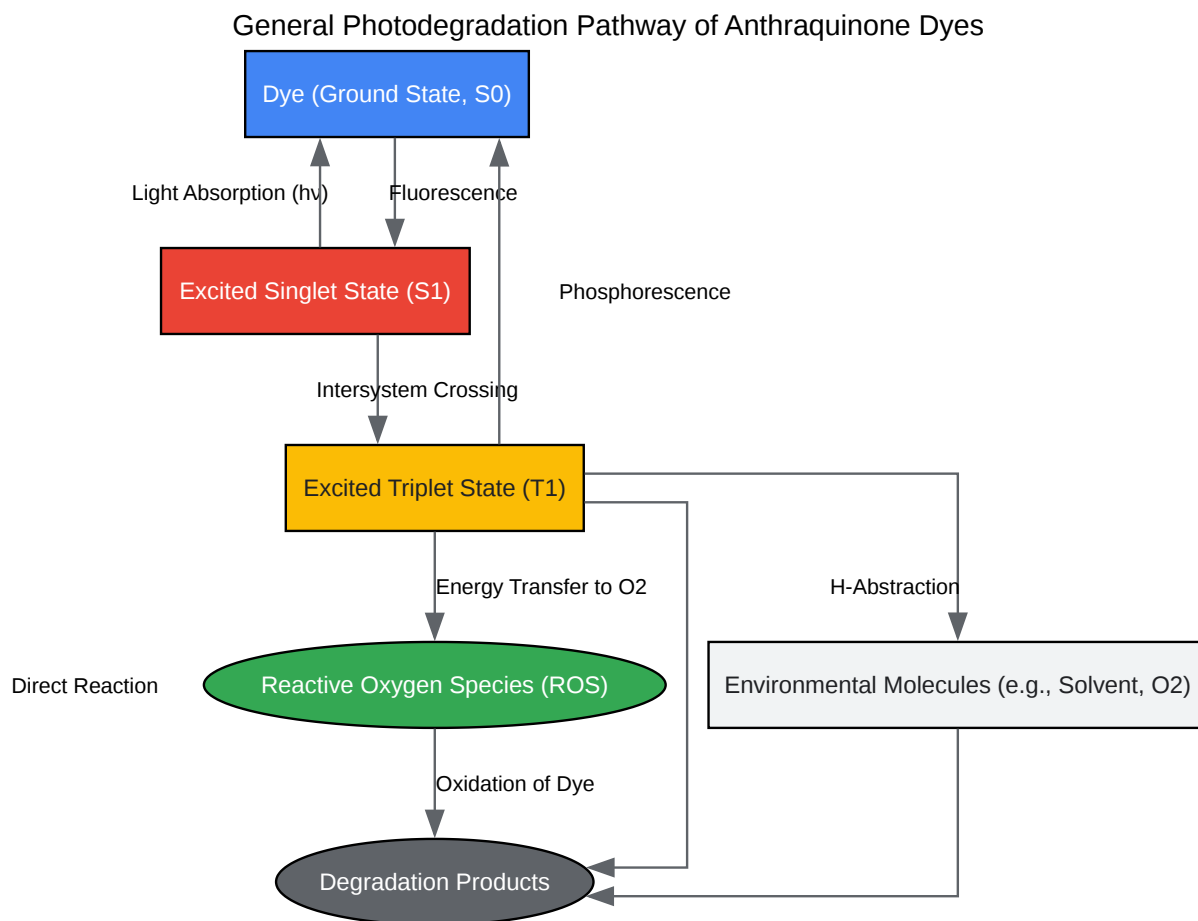 General Photodegradation Pathway of Anthraquinone Dyes
Dye (Ground State, S0)
Light Absorption (hν)
Fluorescence
Excited Singlet State (S1)
Phosphorescence
Intersystem Crossing
Excited Triplet State (T1)
Energy Transfer to O2
H-Abstraction
Direct Reaction
Reactive Oxygen Species (ROS)
Environmental Molecules (e.g., Solvent, O2)
Oxidation of Dye
Degradation Products